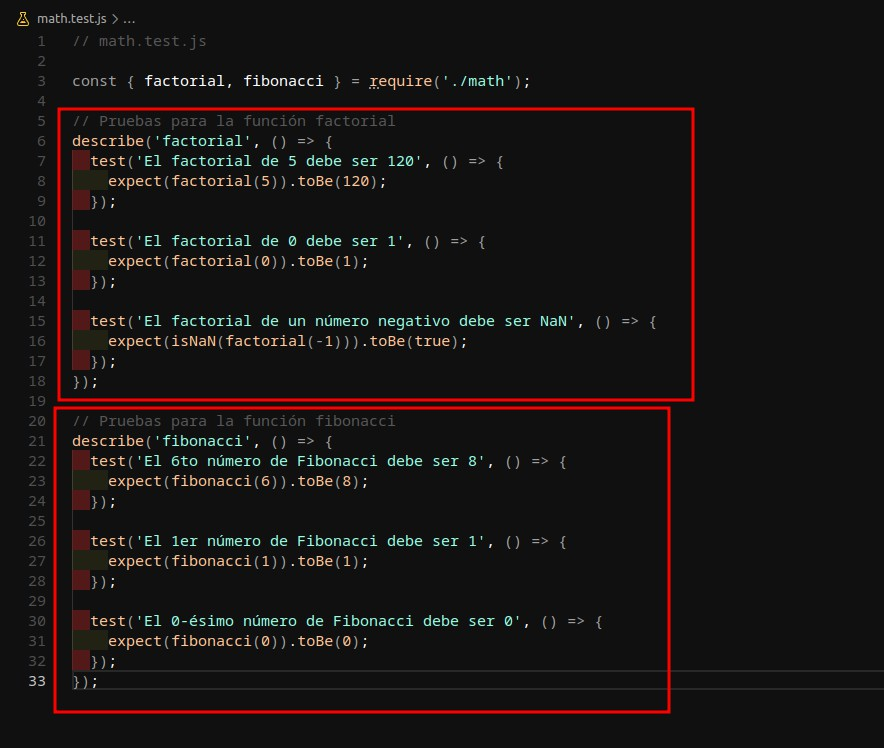 math.test.js > ...
1 // math.test.js
2
3 const { factorial, fibonacci } = require('./math');
4
5 // Pruebas para la función factorial
6 describe('factorial', () => {
7 test('El factorial de 5 debe ser 120', () => {
8 expect(factorial(5)).toBe(120);
9 });
10
11 test('El factorial de 0 debe ser 1', () => {
12 expect(factorial(0)).toBe(1);
13 });
14
15 test('El factorial de un número negativo debe ser NaN', () => {
16 expect(isNaN(factorial(-1))).toBe(true);
17 });
18 });
19
20 // Pruebas para la función fibonacci
21 describe('fibonacci', () => {
22 test('El 6to número de Fibonacci debe ser 8', () => {
23 expect(fibonacci(6)).toBe(8);
24 });
25
26 test('El 1er número de Fibonacci debe ser 1', () => {
27 expect(fibonacci(1)).toBe(1);
28 });
29
30 test('El 0-ésimo número de Fibonacci debe ser 0', () => {
31 expect(fibonacci(0)).toBe(0);
32 });
33 });